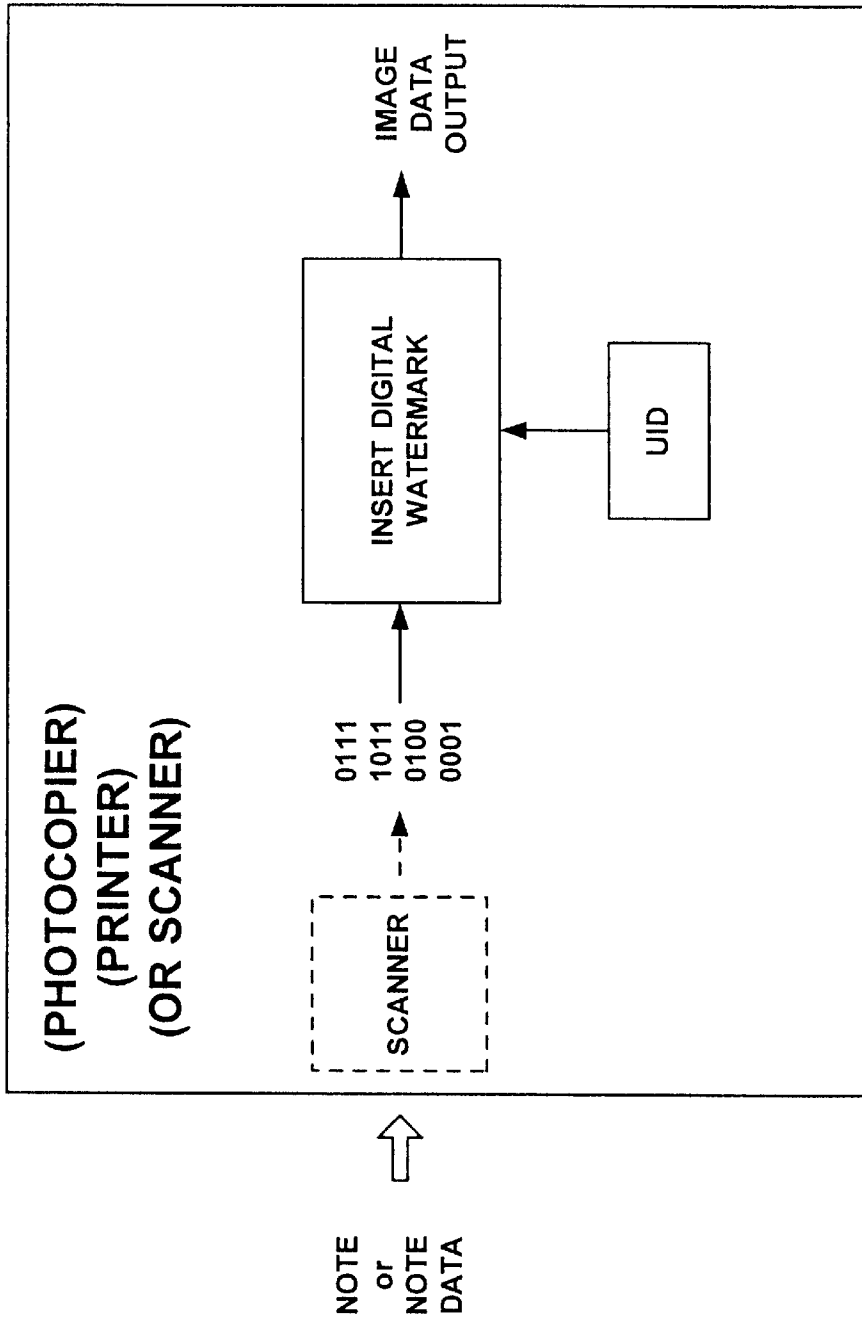 (PHOTOCOPIER)
(PRINTER)
(OR SCANNER)
NOTE
or
NOTE
DATA
SCANNER
0111
1011
0100
0001
INSERT DIGITAL
WATERMARK
UID
IMAGE
DATA
OUTPUT